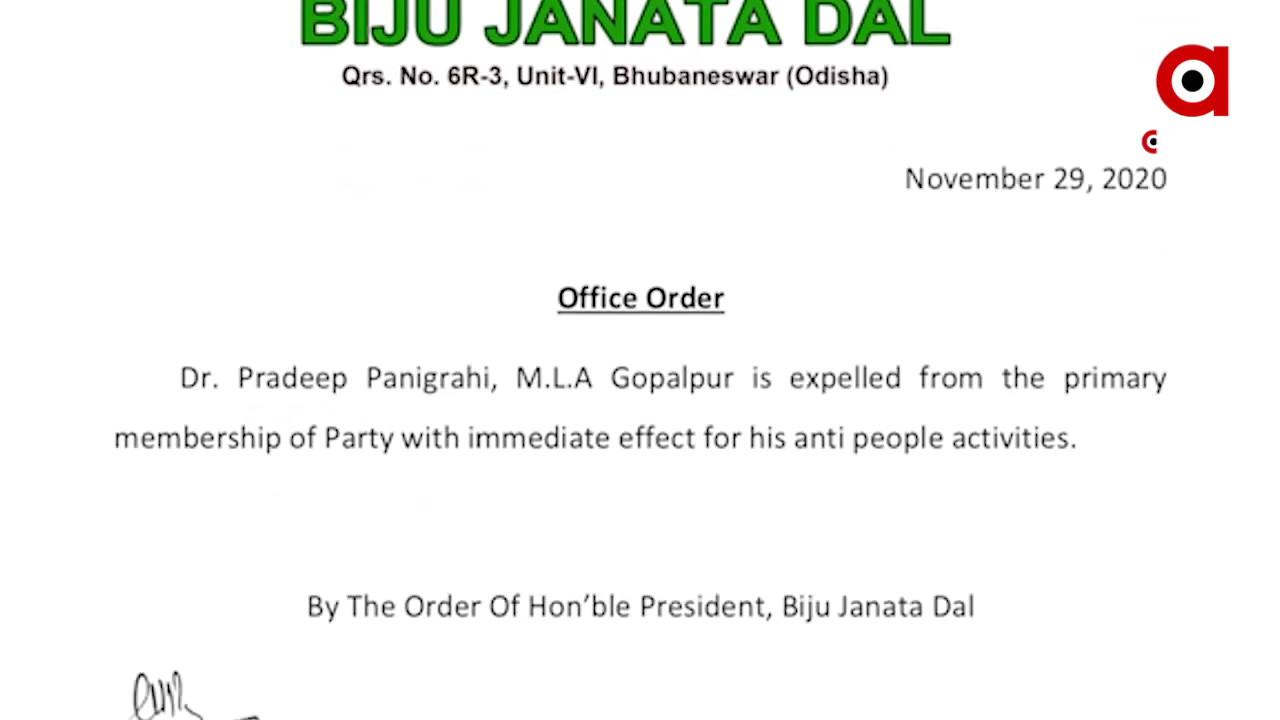 BIJU JANATA DAL
Qrs. No. 6R-3, Unit-VI, Bhubaneswar (Odisha)
November 29, 2020
Office Order
Dr. Pradeep Panigrahi, M.L.A Gopalpur is expelled from the primary
membership of Party with immediate effect for his anti people activities.
By The Order Of Hon’ble President, Biju Janata Dal